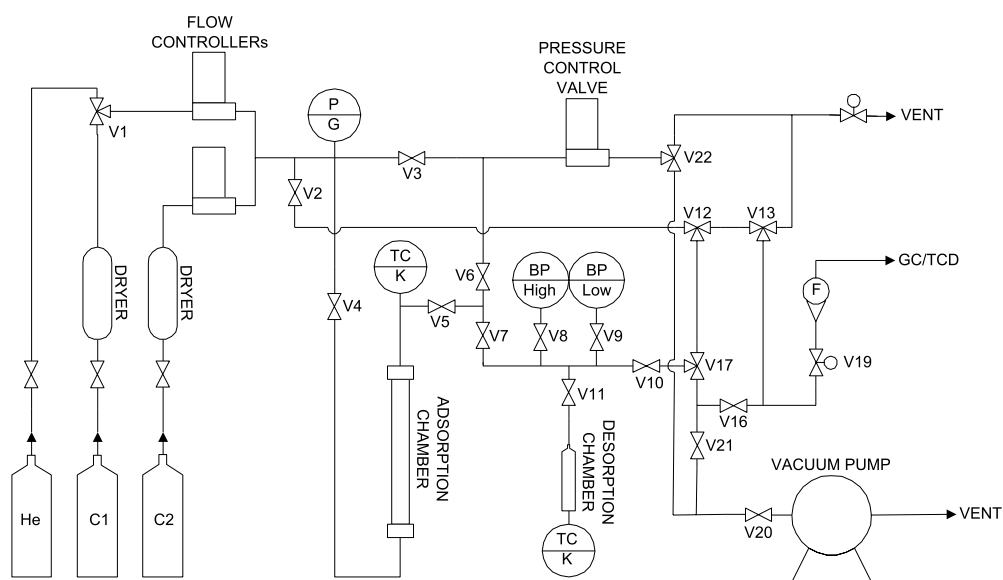 FLOW
CONTROLLERs
PRESSURE
CONTROL
VALVE
P
G
V1
VENT
V3
V22
V2
V12
V13
TC
K
DRYER
DRYER
V6
BP
High
BP
Low
GC/TCD
F
V4
V5
V7
V8
V9
V17
V19
V10
V11
V16
ADSORPTION
CHAMBER
DESORPTION
CHAMBER
V21
VACUUM PUMP
He
C1
C2
VENT
V20
TC
K